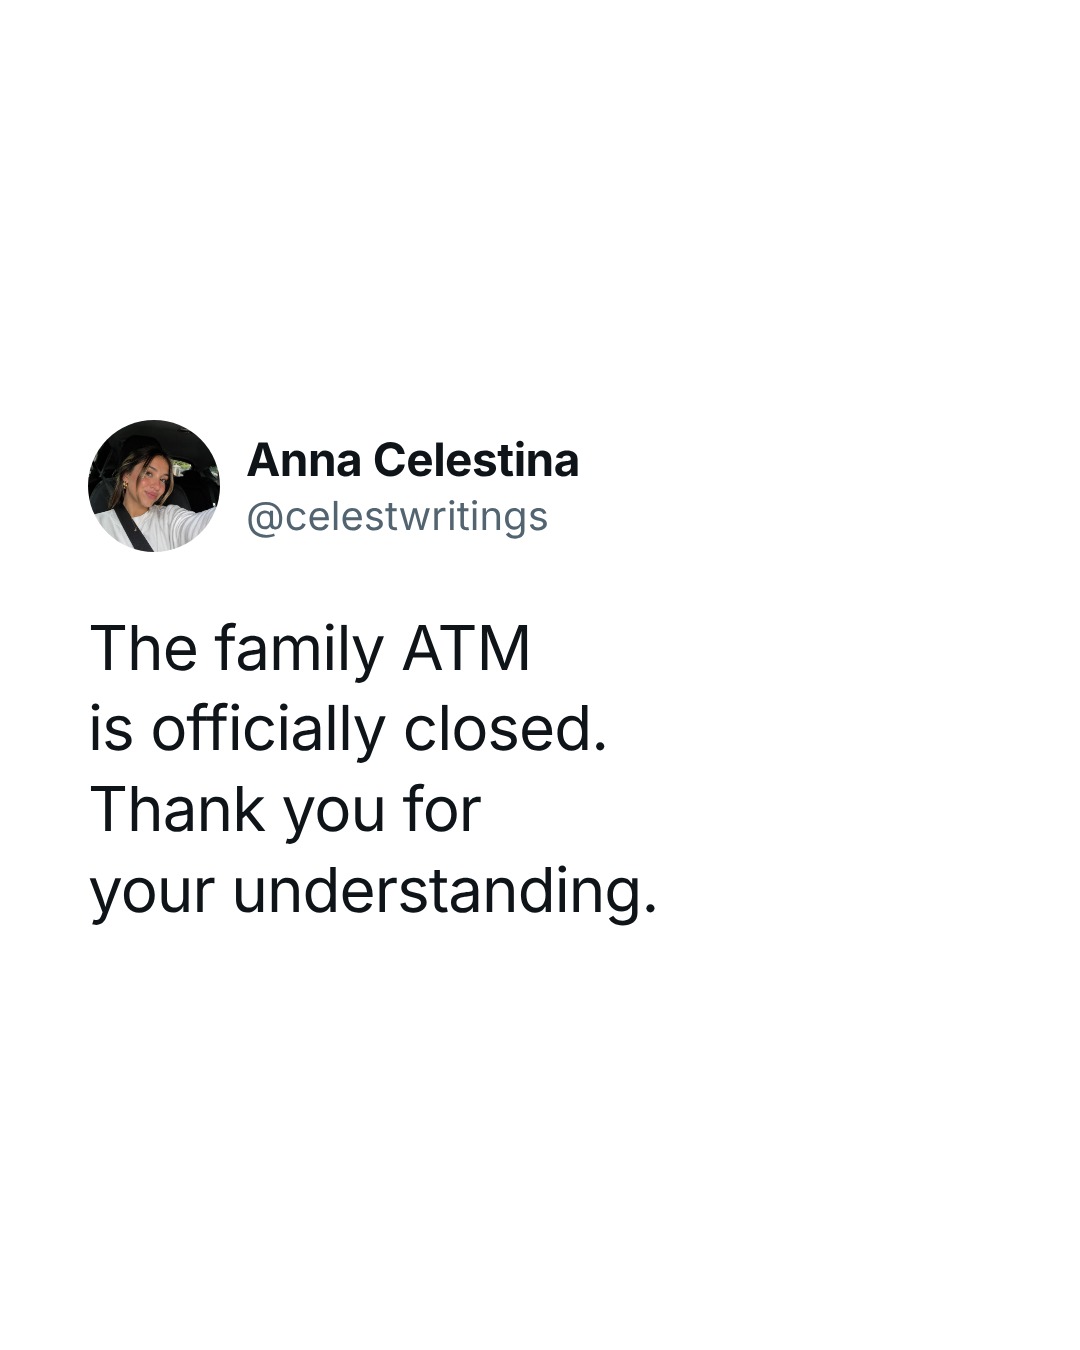 Anna Celestina
@celestwritings
The family ATM
is officially closed.
Thank you for
your understanding.